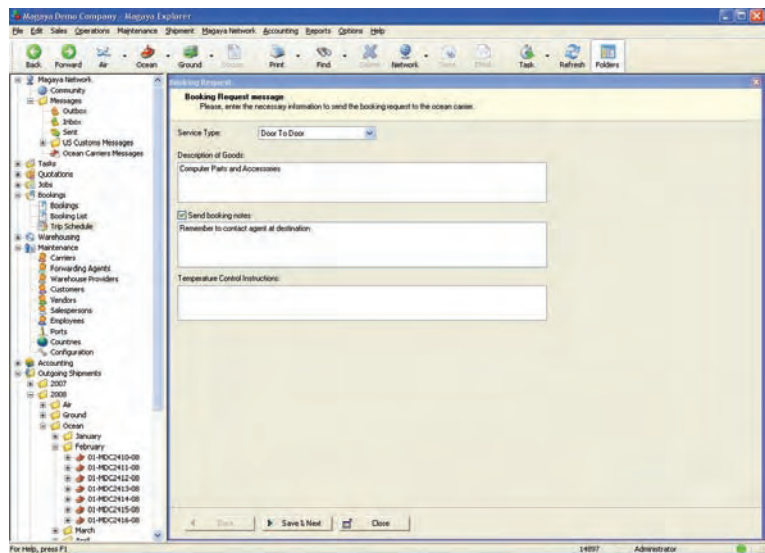 Magaya Demo Company - Magaya Explorer
File Edit Sales Operations Maintenance Shipment Magaya Network Accounting Reports Options Help
Back Forward Air Ocean Ground Print Find Network Task Refresh Folders
Magaya Network
Community
Messages
Outbox
Inbox
Sent
US Customs Messages
Ocean Carriers Messages
Tasks
Quotations
Jobs
Bookings
Bookings
Booking List
Trip Schedule
Warehousing
Maintenance
Carriers
Forwarding Agents
Warehouse Providers
Customers
Vendors
Salespersons
Employees
Ports
Countries
Configuration
Accounting
Outgoing Shipments
2007
2008
Air
Ground
Ocean
January
February
01-MDC2410-08
01-MDC2411-08
01-MDC2412-08
01-MDC2413-08
01-MDC2414-08
01-MDC2415-08
01-MDC2416-08
March
April
Booking Request
Booking Request message
Please, enter the necessary information to send the booking request to the ocean carrier.
Service Type: Door To Door
Description of Goods:
Computer Parts and Accessories
Send booking notes
Remember to contact agent at destination
Temperature Control Instructions:
Back Save & Next Close
For Help, press F1 14897 Administrator